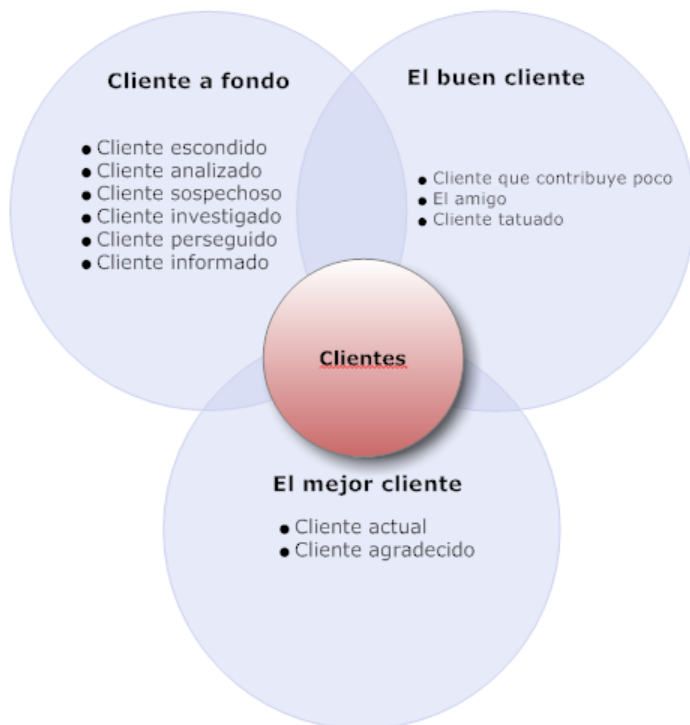 Cliente a fondo
• Cliente escondido
• Cliente analizado
• Cliente sospechoso
• Cliente investigado
• Cliente perseguido
• Cliente informado
El buen cliente
• Cliente que contribuye poco
• El amigo
• Cliente tatuado
Clientes
El mejor cliente
• Cliente actual
• Cliente agradecido